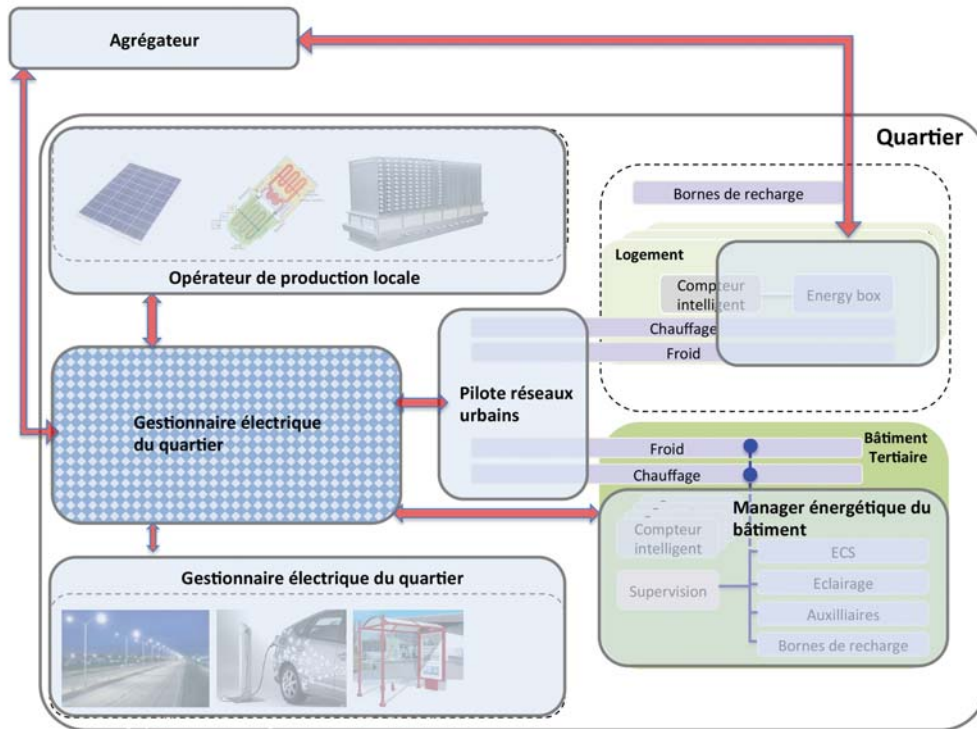 Agrégateur
Quartier
Opérateur de production locale
Bornes de recharge
Logement
Compteur
intelligent
Energy box
Chauffage
Froid
Pilote réseaux
urbains
Gestionnaire électrique
du quartier
Froid
Chauffage
Bâtiment
Tertiaire
Manager énergétique du
bâtiment
Compteur
intelligent
Supervision
ECS
Eclairage
Auxilliaires
Bornes de recharge
Gestionnaire électrique du quartier